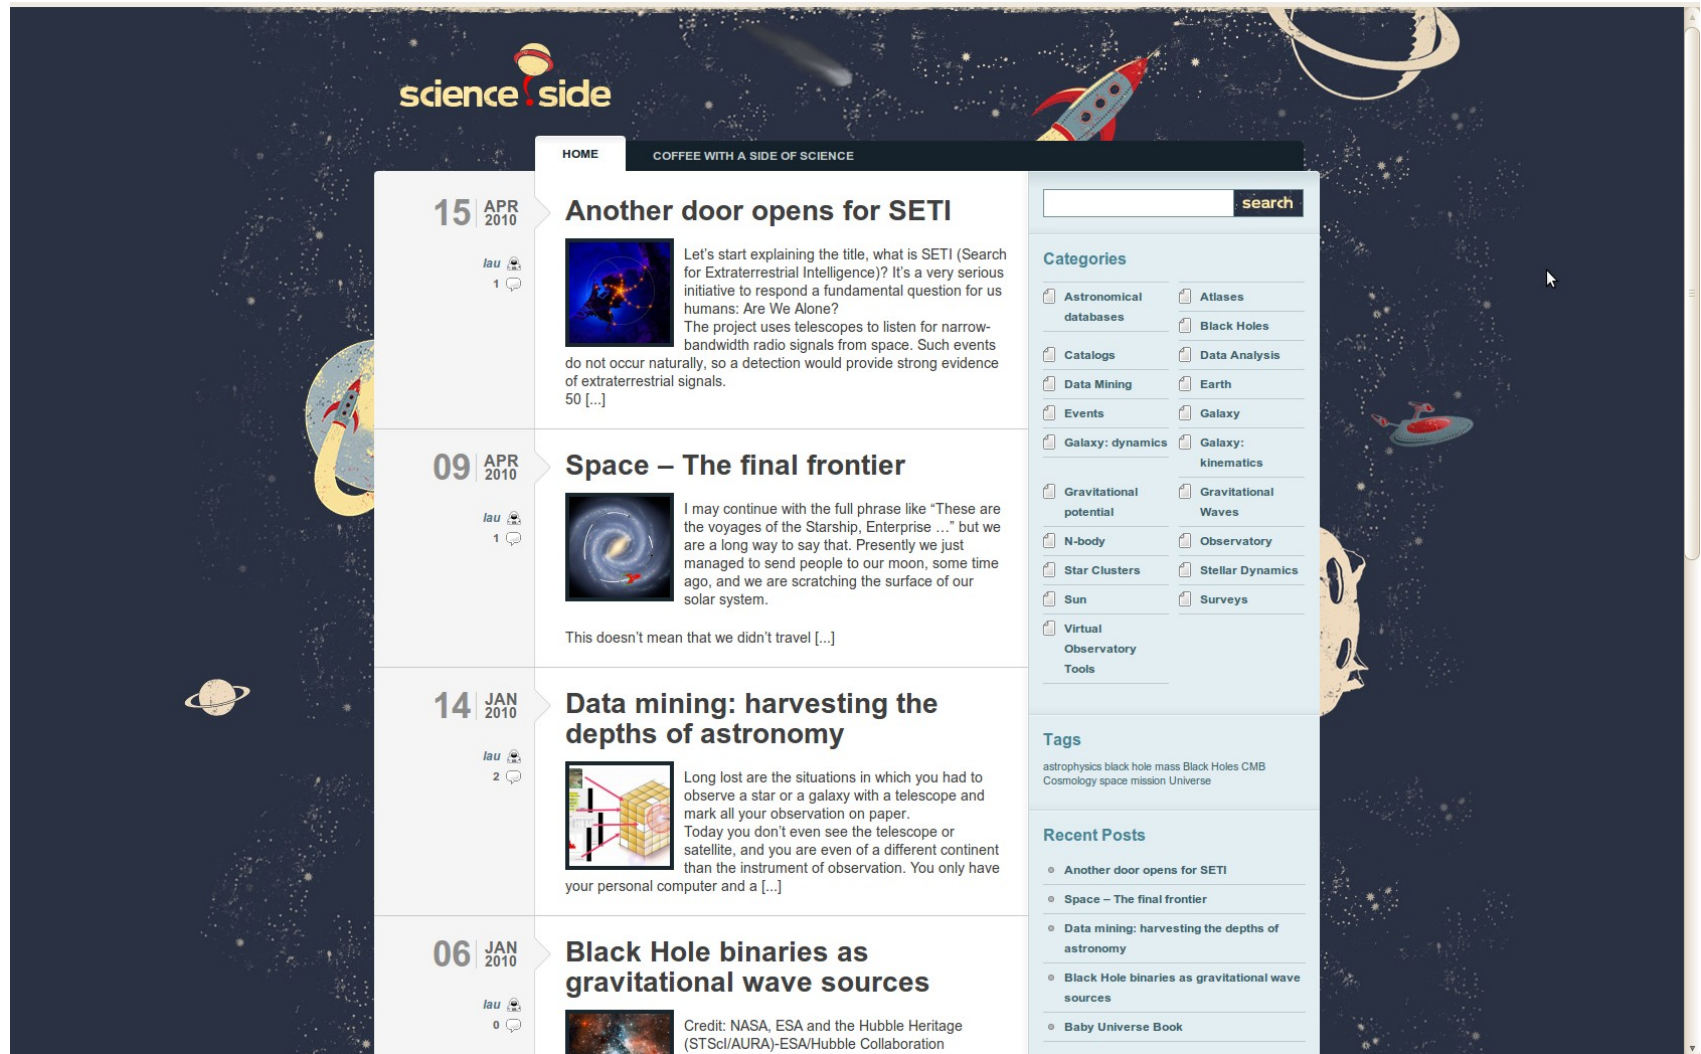 science side
HOME
COFFEE WITH A SIDE OF SCIENCE
15 APR
2010
lau
1
Another door opens for SETI
Let's start explaining the title, what is SETI (Search
for Extraterrestrial Intelligence)? It's a very serious
initiative to respond a fundamental question for us
humans: Are We Alone?
The project uses telescopes to listen for narrow-
bandwidth radio signals from space. Such events
do not occur naturally, so a detection would provide strong evidence
of extraterrestrial signals.
50 [...]
09 APR
2010
lau
1
Space – The final frontier
I may continue with the full phrase like “These are
the voyages of the Starship, Enterprise …” but we
are a long way to say that. Presently we just
managed to send people to our moon, some time
ago, and we are scratching the surface of our
solar system.
This doesn't mean that we didn't travel [...]
14 JAN
2010
lau
2
Data mining: harvesting the
depths of astronomy
Long lost are the situations in which you had to
observe a star or a galaxy with a telescope and
mark all your observation on paper.
Today you don't even see the telescope or
satellite, and you are even of a different continent
than the instrument of observation. You only have
your personal computer and a [...]
06 JAN
2010
lau
0
Black Hole binaries as
gravitational wave sources
Credit: NASA, ESA and the Hubble Heritage
(STScI/AURA)-ESA/Hubble Collaboration
search
Categories
Astronomical
databases
Atlases
Black Holes
Catalogs
Data Analysis
Data Mining
Earth
Events
Galaxy
Galaxy: dynamics
Galaxy:
kinematics
Gravitational
potential
Gravitational
Waves
N-body
Observatory
Star Clusters
Stellar Dynamics
Sun
Surveys
Virtual
Observatory
Tools
Tags
astrophysics black hole mass Black Holes CMB
Cosmology space mission Universe
Recent Posts
Another door opens for SETI
Space – The final frontier
Data mining: harvesting the depths of
astronomy
Black Hole binaries as gravitational wave
sources
Baby Universe Book